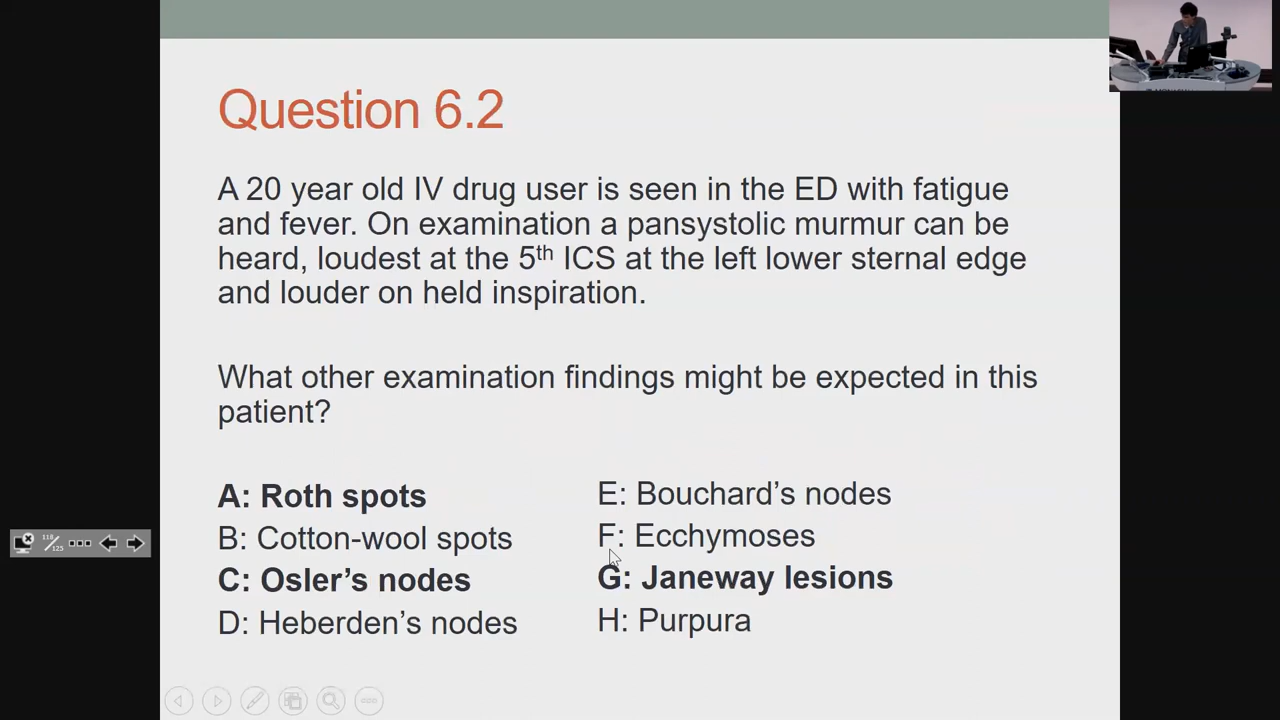 Question 6.2
A 20 year old IV drug user is seen in the ED with fatigue
and fever. On examination a pansystolic murmur can be
heard, loudest at the 5th ICS at the left lower sternal edge
and louder on held inspiration.
What other examination findings might be expected in this
patient?
A: Roth spots
B: Cotton-wool spots
C: Osler’s nodes
D: Heberden’s nodes
E: Bouchard’s nodes
F: Ecchymoses
G: Janeway lesions
H: Purpura
118/125